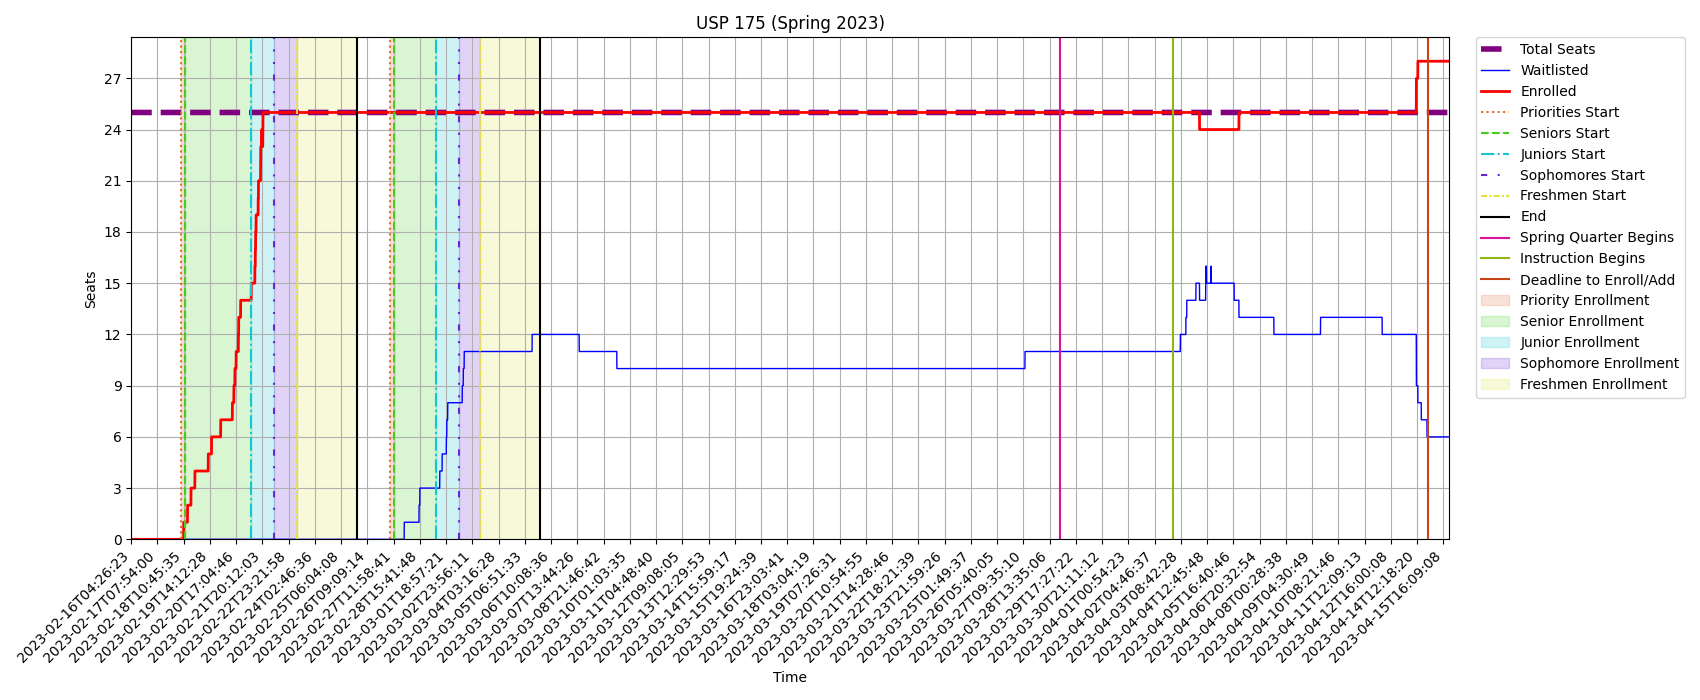 USP 175 (Spring 2023)
Seats
27
24
21
18
15
12
9
6
3
0
2023-02-16T04:26:23
2023-02-17T07:54:00
2023-02-18T10:45:35
2023-02-19T14:12:28
2023-02-20T17:04:46
2023-02-21T20:12:03
2023-02-22T23:21:58
2023-02-24T02:46:36
2023-02-25T06:04:08
2023-02-26T09:09:14
2023-02-27T11:58:41
2023-02-28T15:41:48
2023-03-01T18:57:21
2023-03-02T23:56:11
2023-03-04T03:16:28
2023-03-05T06:51:33
2023-03-06T10:08:36
2023-03-07T13:44:26
2023-03-08T21:46:42
2023-03-10T01:03:35
2023-03-11T04:48:40
2023-03-12T09:08:05
2023-03-13T12:29:53
2023-03-14T15:59:17
2023-03-15T19:24:39
2023-03-16T23:03:41
2023-03-18T03:04:19
2023-03-19T07:26:31
2023-03-20T10:54:55
2023-03-21T14:28:46
2023-03-22T18:21:39
2023-03-23T21:59:26
2023-03-25T01:49:37
2023-03-26T05:40:05
2023-03-27T09:35:10
2023-03-28T13:35:06
2023-03-29T17:27:22
2023-03-30T21:11:12
2023-04-01T00:54:23
2023-04-02T04:46:37
2023-04-03T08:42:28
2023-04-04T12:45:48
2023-04-05T16:40:46
2023-04-06T20:32:54
2023-04-08T00:28:38
2023-04-09T04:30:49
2023-04-10T08:21:46
2023-04-11T12:09:13
2023-04-12T16:00:08
2023-04-14T12:18:20
2023-04-15T16:09:08
Time
Total Seats
Waitlisted
Enrolled
Priorities Start
Seniors Start
Juniors Start
Sophomores Start
Freshmen Start
End
Spring Quarter Begins
Instruction Begins
Deadline to Enroll/Add
Priority Enrollment
Senior Enrollment
Junior Enrollment
Sophomore Enrollment
Freshmen Enrollment